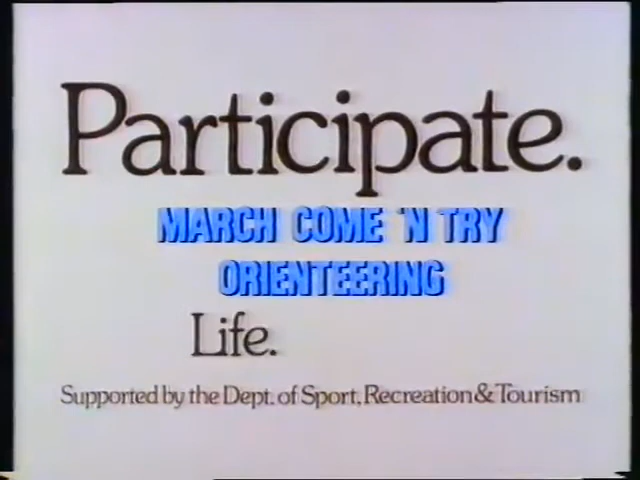 Participate.
MARCH COME 'N TRY
ORIENTEERING
Life.
Supported by the Dept. of Sport, Recreation & Tourism